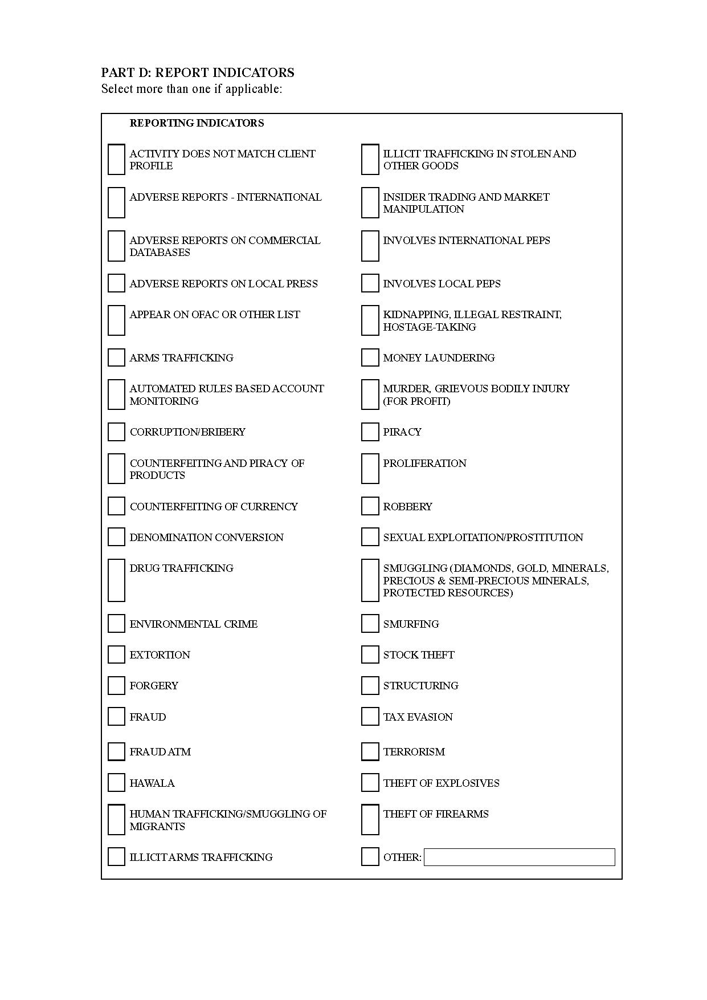 PART D: REPORT INDICATORS
Select more than one if applicable:
REPORTING INDICATORS
ACTIVITY DOES NOT MATCH CLIENT
PROFILE
ILLICIT TRAFFICKING IN STOLEN AND
OTHER GOODS
ADVERSE REPORTS - INTERNATIONAL
INSIDER TRADING AND MARKET
MANIPULATION
ADVERSE REPORTS ON COMMERCIAL
DATABASES
INVOLVES INTERNATIONAL PEPS
ADVERSE REPORTS ON LOCAL PRESS
INVOLVES LOCAL PEPS
APPEAR ON OFAC OR OTHER LIST
KIDNAPPING, ILLEGAL RESTRAINT,
HOSTAGE-TAKING
ARMS TRAFFICKING
MONEY LAUNDERING
AUTOMATED RULES BASED ACCOUNT
MONITORING
MURDER, GRIEVOUS BODILY INJURY
(FOR PROFIT)
CORRUPTION/BRIBERY
PIRACY
COUNTERFEITING AND PIRACY OF
PRODUCTS
PROLIFERATION
COUNTERFEITING OF CURRENCY
ROBBERY
DENOMINATION CONVERSION
SEXUAL EXPLOITATION/PROSTITUTION
DRUG TRAFFICKING
SMUGGLING (DIAMONDS, GOLD, MINERALS,
PRECIOUS & SEMI-PRECIOUS MINERALS,
PROTECTED RESOURCES)
ENVIRONMENTAL CRIME
SMURFING
EXTORTION
STOCK THEFT
FORGERY
STRUCTURING
FRAUD
TAX EVASION
FRAUD ATM
TERRORISM
HAWALA
THEFT OF EXPLOSIVES
HUMAN TRAFFICKING/SMUGGLING OF
MIGRANTS
THEFT OF FIREARMS
ILLICIT ARMS TRAFFICKING
OTHER: